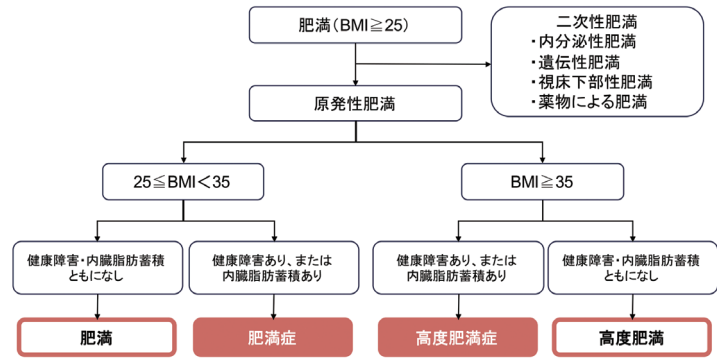 肥満（BMI≧25）
二次性肥満
・内分泌性肥満
・遺伝性肥満
・視床下部性肥満
・薬物による肥満
原発性肥満
25≦BMI＜35
BMI≧35
健康障害・内臓脂肪蓄積
ともになし
健康障害あり、または
内臓脂肪蓄積あり
健康障害あり、または
内臓脂肪蓄積あり
健康障害・内臓脂肪蓄積
ともになし
肥満
肥満症
高度肥満症
高度肥満